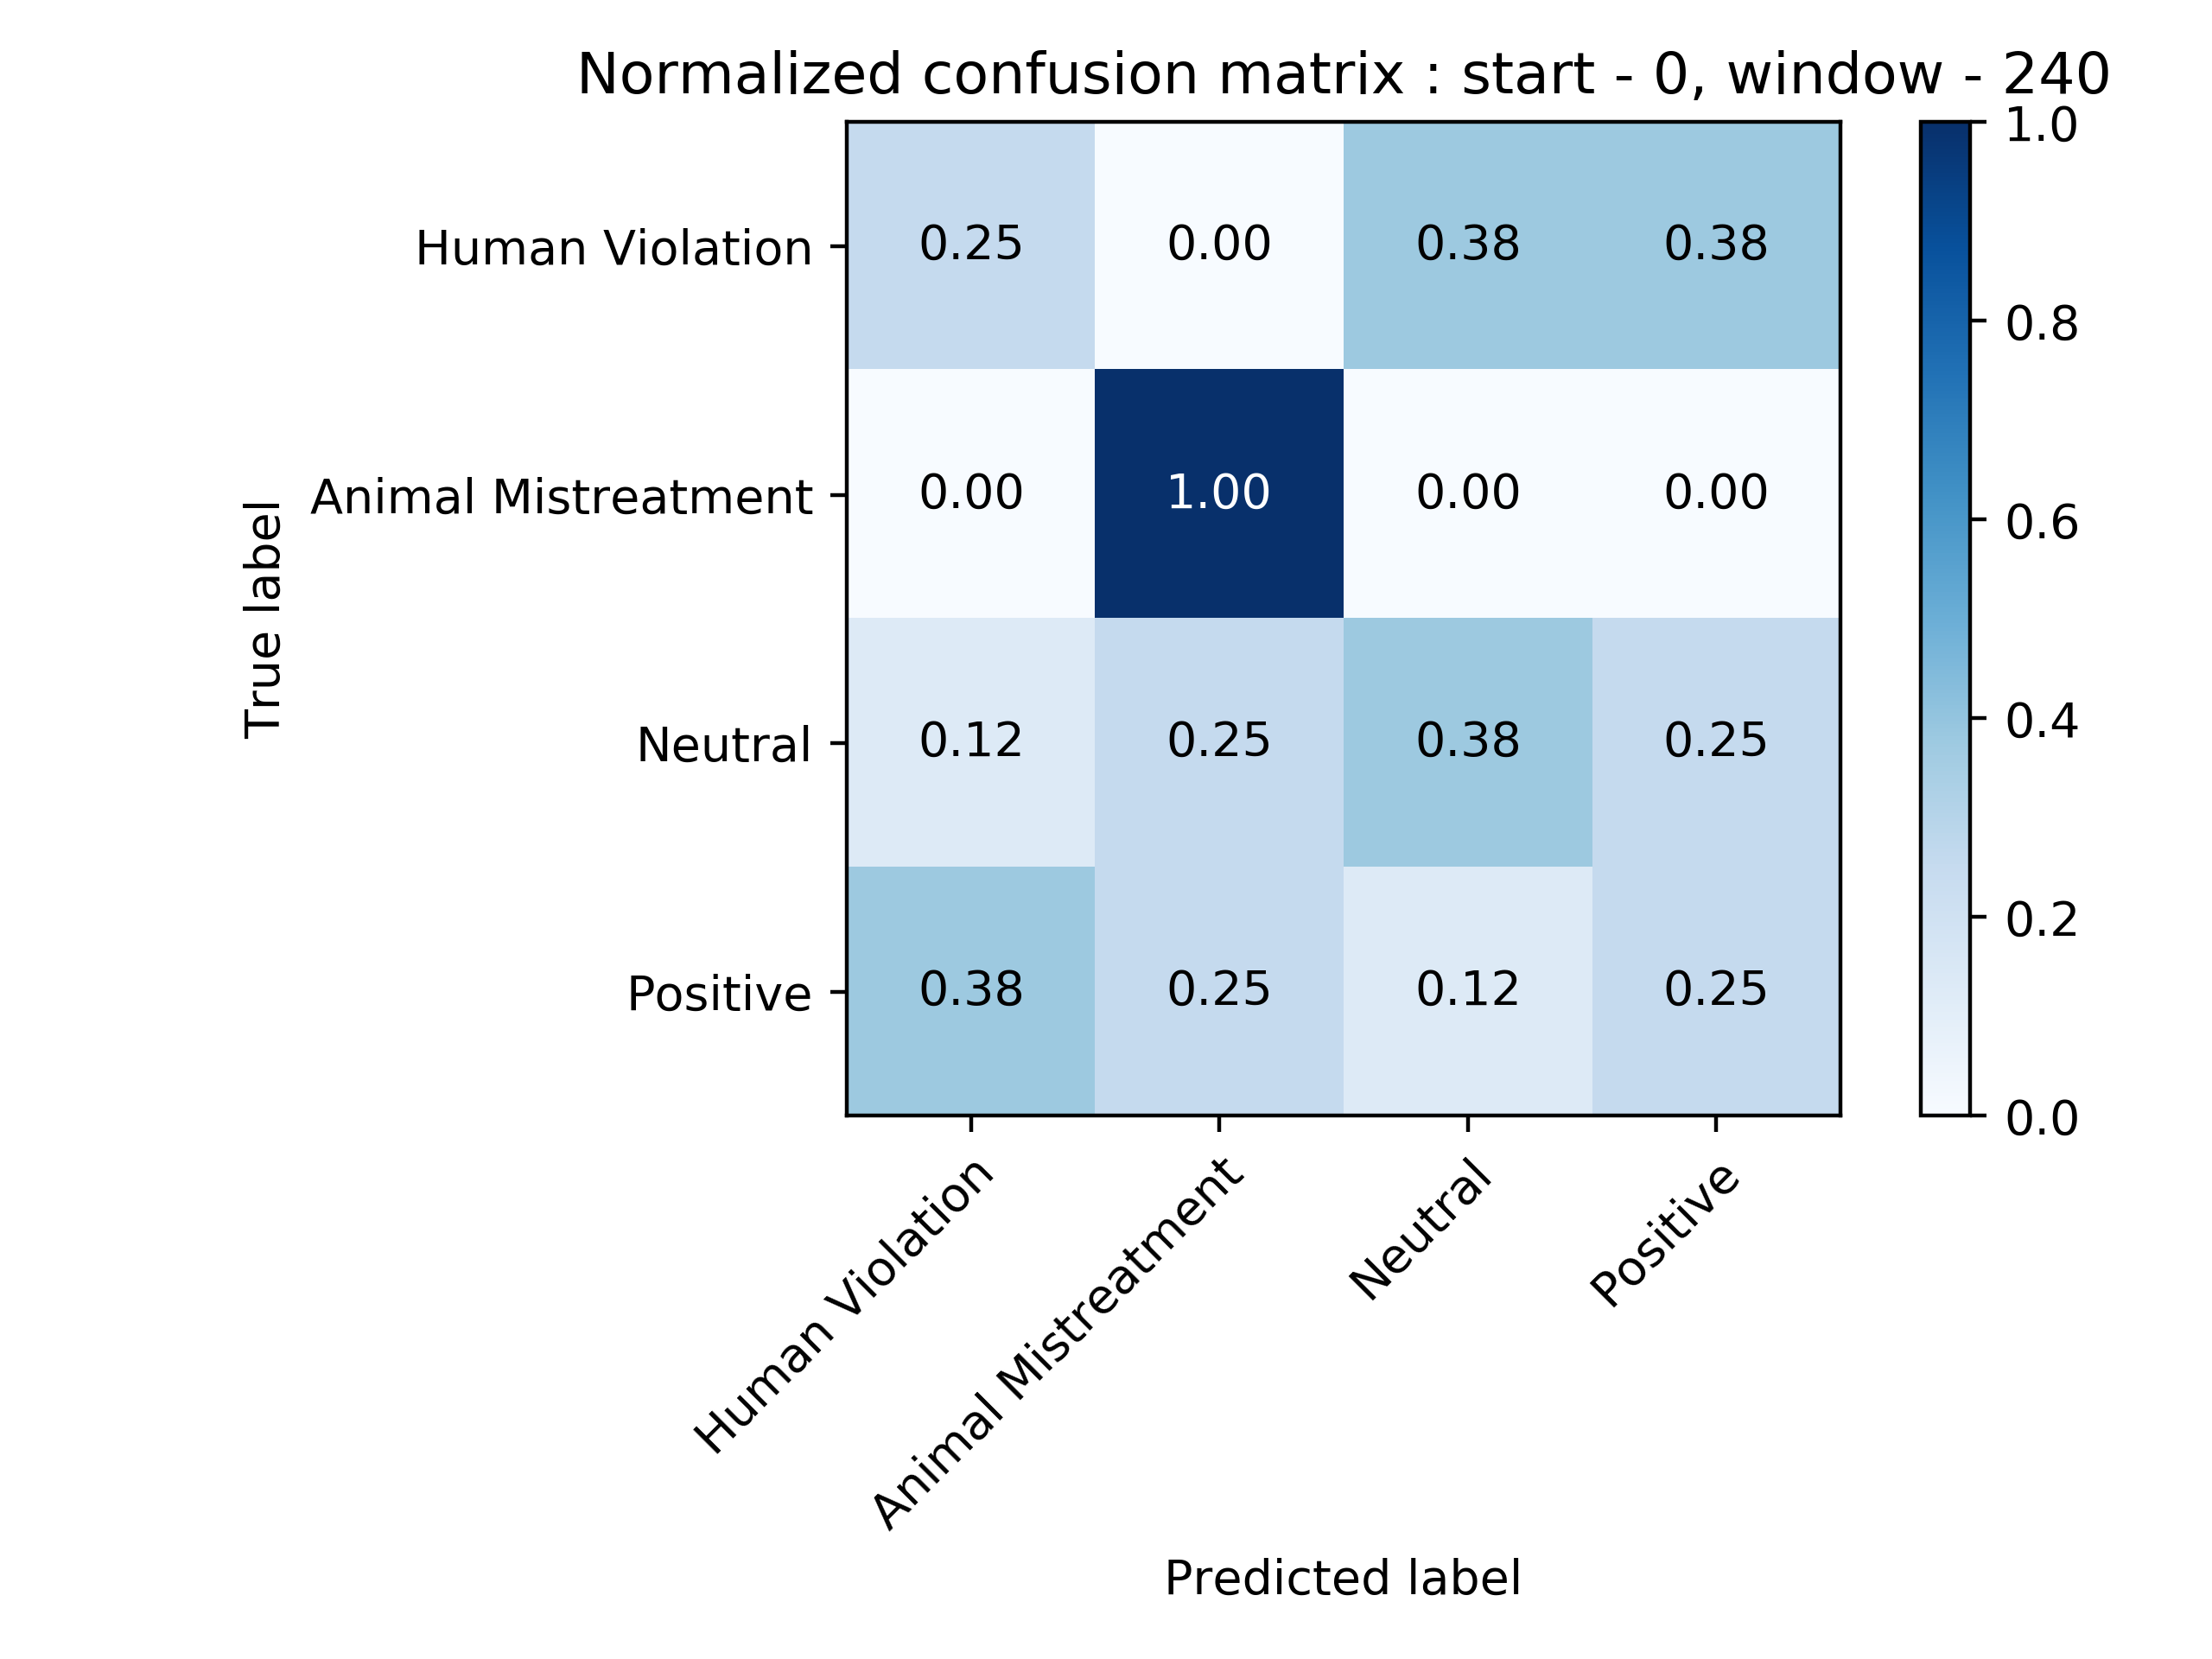 Normalized confusion matrix : start - 0, window - 240
True label
Human Violation
Animal Mistreatment
Neutral
Positive
0.25 0.00 0.38 0.38
0.00 1.00 0.00 0.00
0.12 0.25 0.38 0.25
0.38 0.25 0.12 0.25
Human Violation
Animal Mistreatment
Neutral
Positive
Predicted label
1.0
0.8
0.6
0.4
0.2
0.0